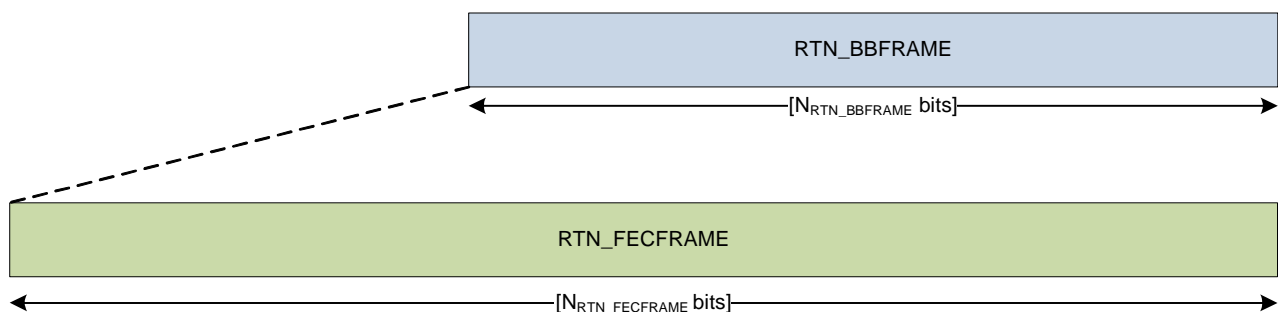 RTN_BBFRAME
[NRTN_BBFRAME bits]
RTN_FECFRAME
[NRTN_FECFRAME bits]